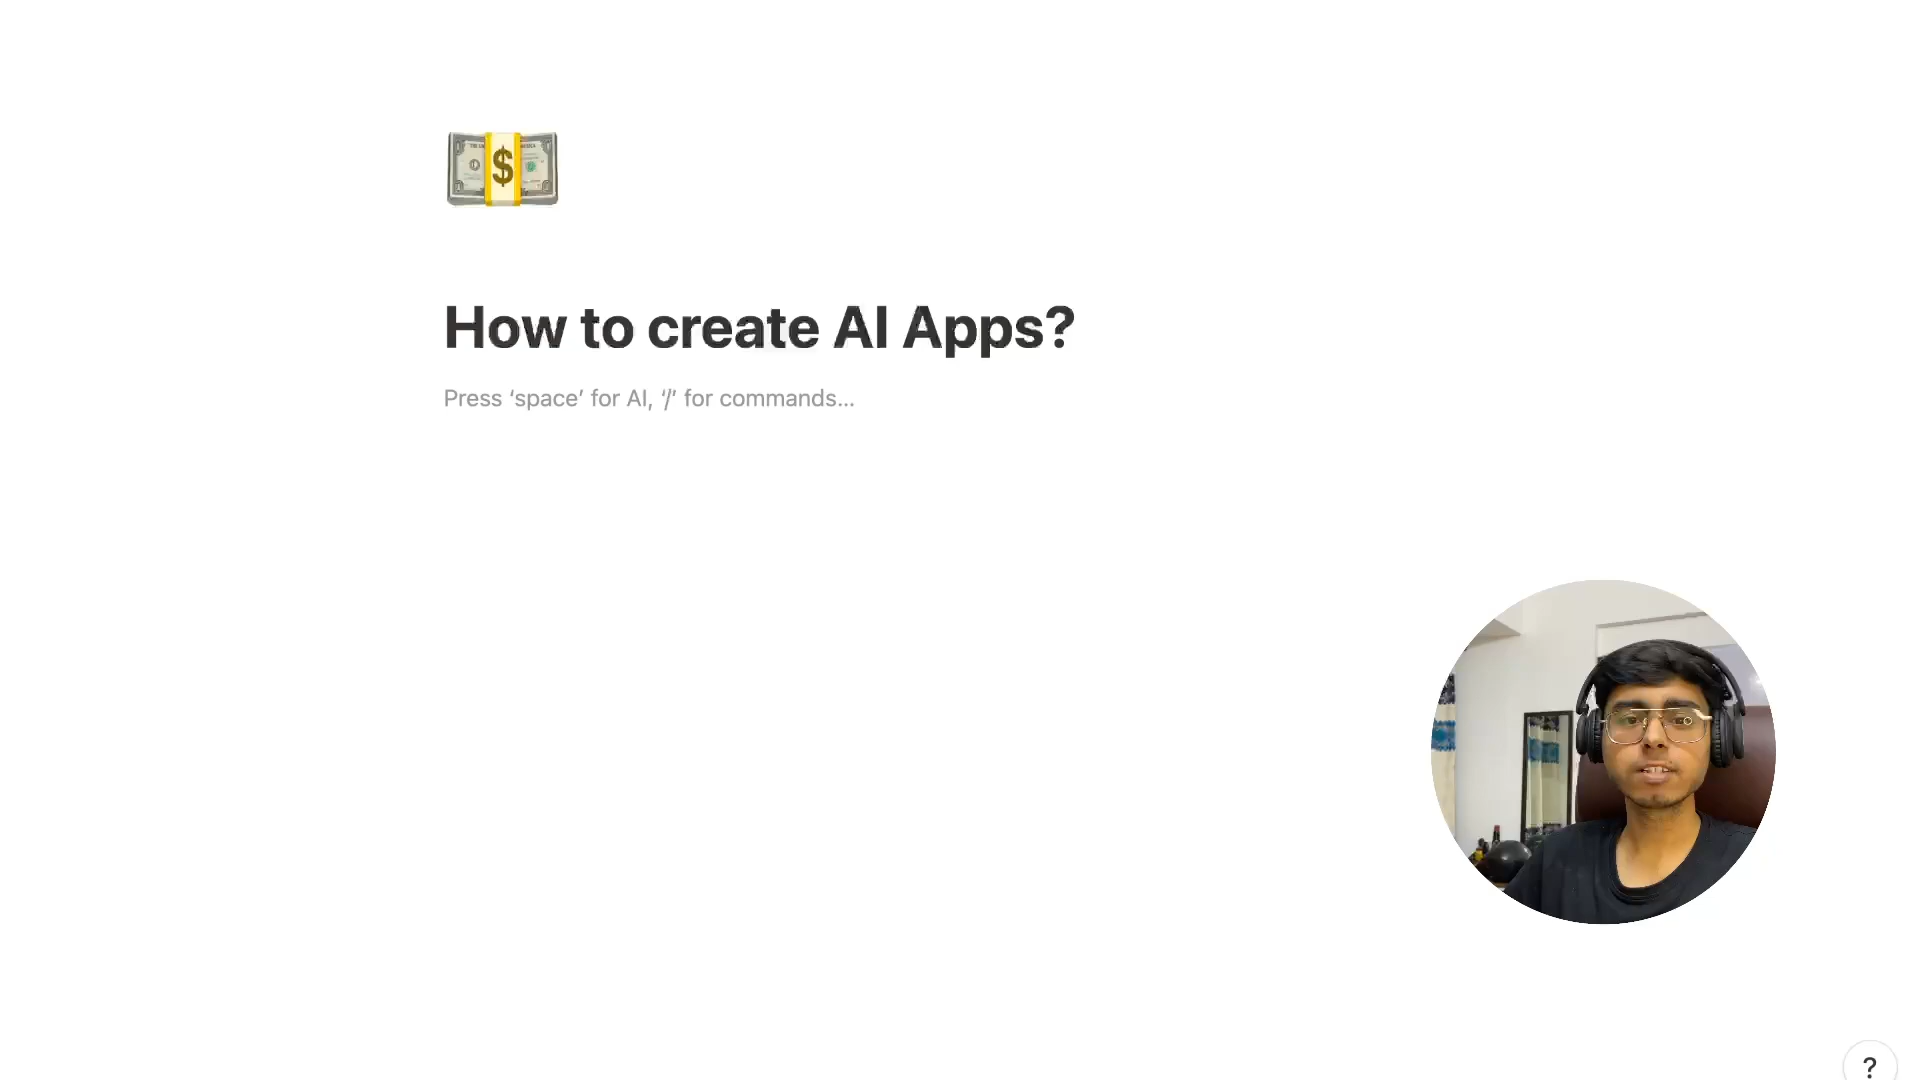 $
How to create AI Apps?
Press ‘space’ for AI, ‘/’ for commands...
?